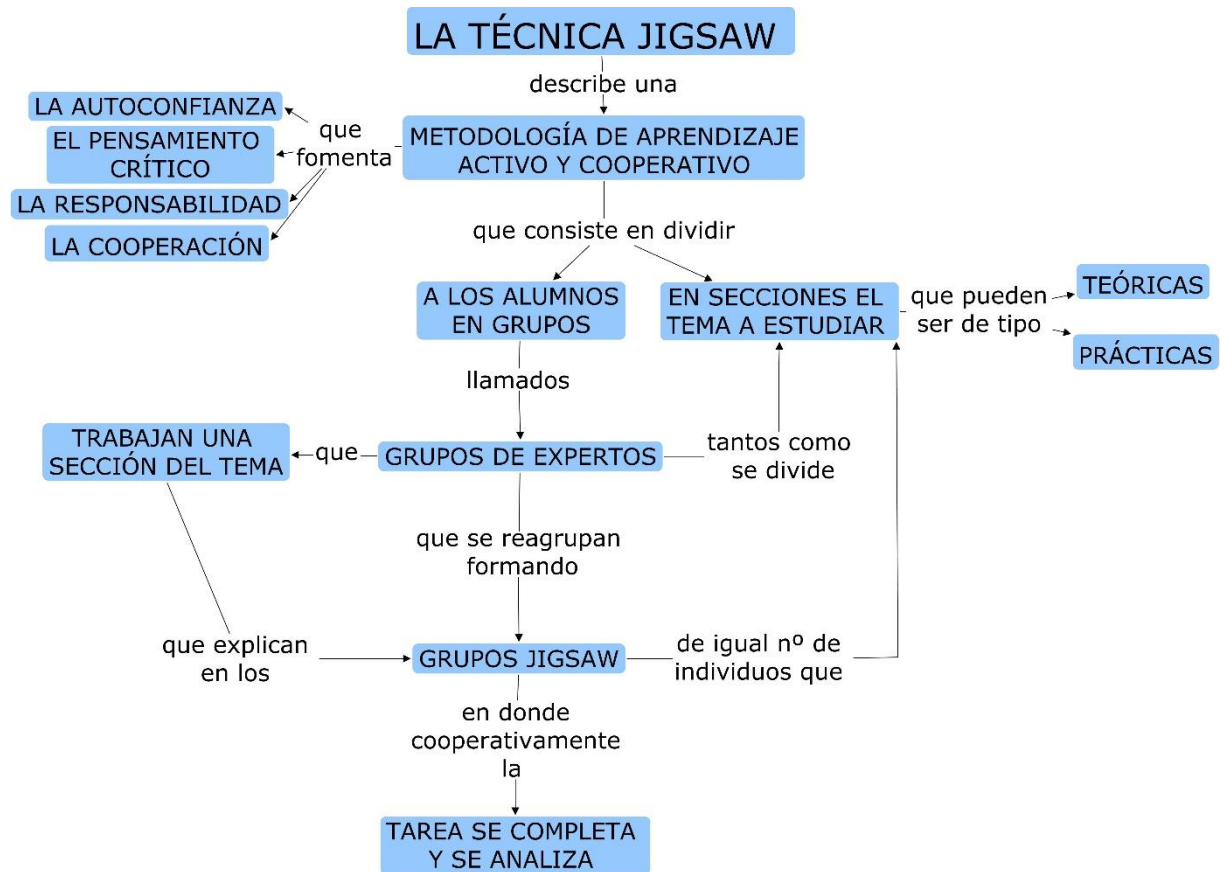 LA TÉCNICA JIGSAW
describe una
LA AUTOCONFIANZA
EL PENSAMIENTO
CRÍTICO
LA RESPONSABILIDAD
LA COOPERACIÓN
que
fomenta
METODOLOGÍA DE APRENDIZAJE
ACTIVO Y COOPERATIVO
que consiste en dividir
A LOS ALUMNOS
EN GRUPOS
EN SECCIONES EL
TEMA A ESTUDIAR
que pueden
ser de tipo
TEÓRICAS
PRÁCTICAS
llamados
TRABAJAN UNA
SECCIÓN DEL TEMA
que
GRUPOS DE EXPERTOS
tantos como
se divide
que se reagrupan
formando
que explican
en los
GRUPOS JIGSAW
de igual nº de
individuos que
en donde
cooperativamente
la
TAREA SE COMPLETA
Y SE ANALIZA